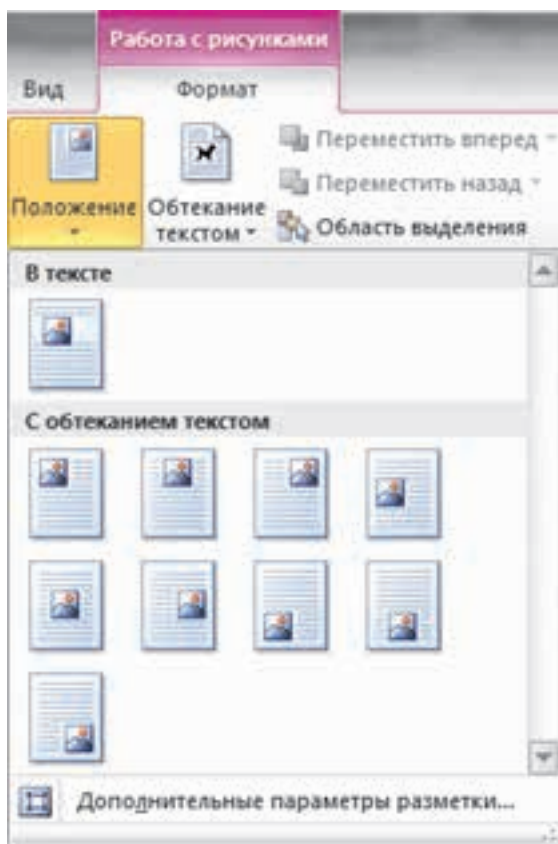 Работа с рисунками
Вид
Формат
Переместить вперед
Переместить назад
Область выделения
Положение
Обтекание
текстом
В тексте
С обтеканием текстом
Дополнительные параметры разметки...